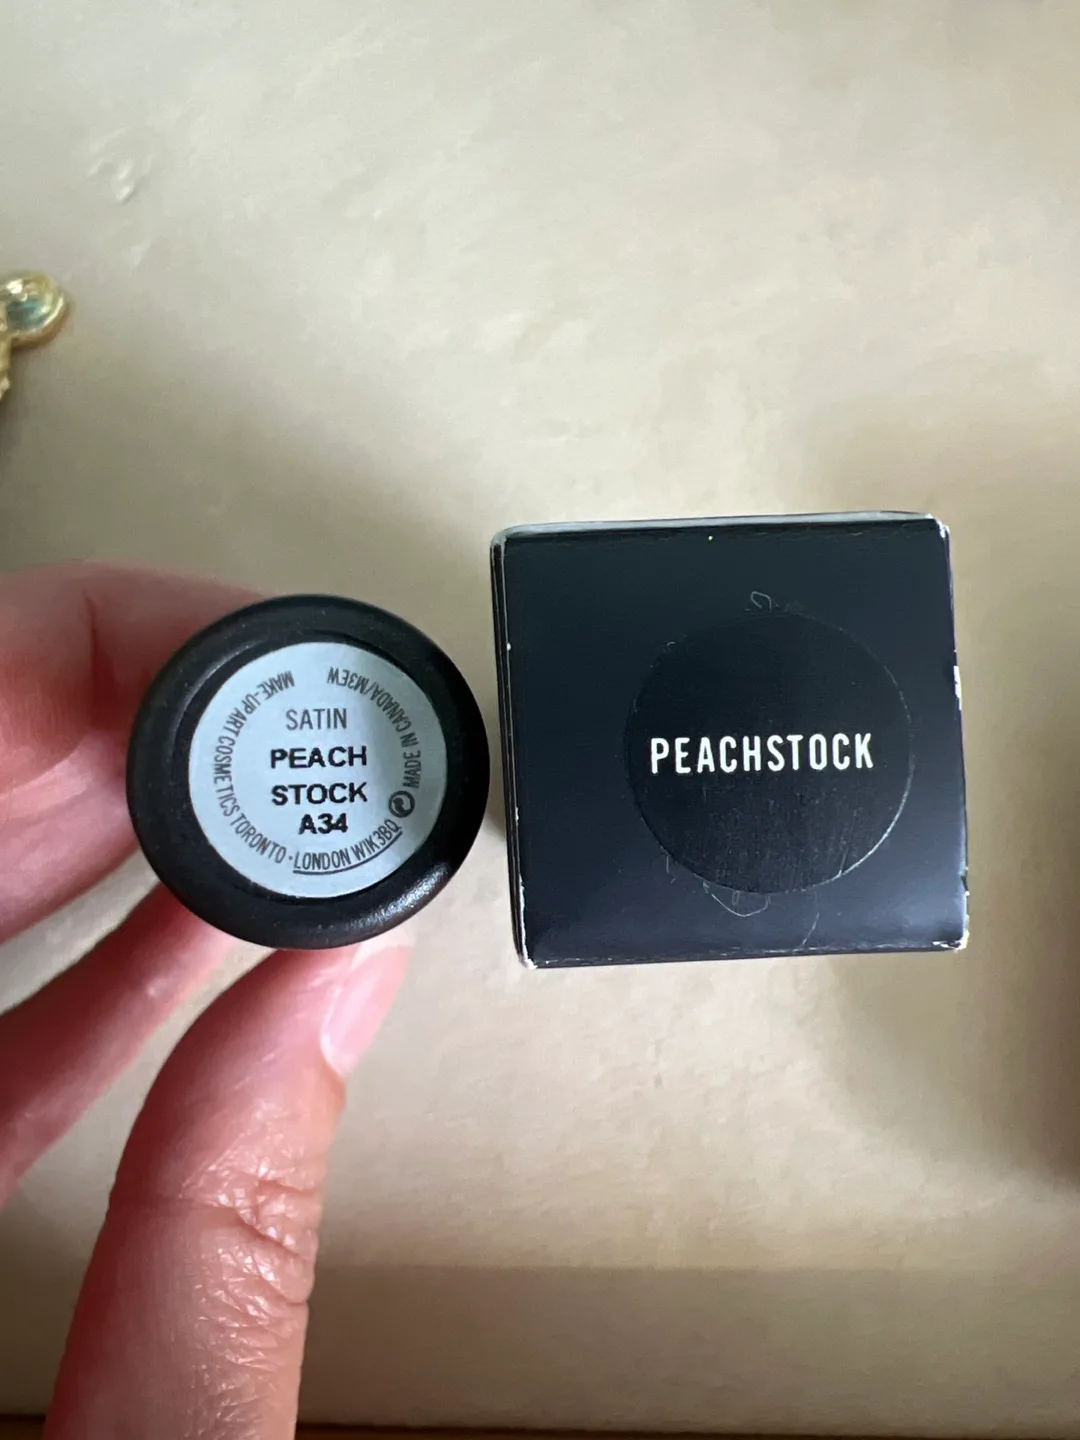 SATIN
PEACH
STOCK
A34
MAKE-UP ART COSMETICS TORONTO · LONDON W1K3BQ
MADE IN CANADA/M3EW
PEACHSTOCK